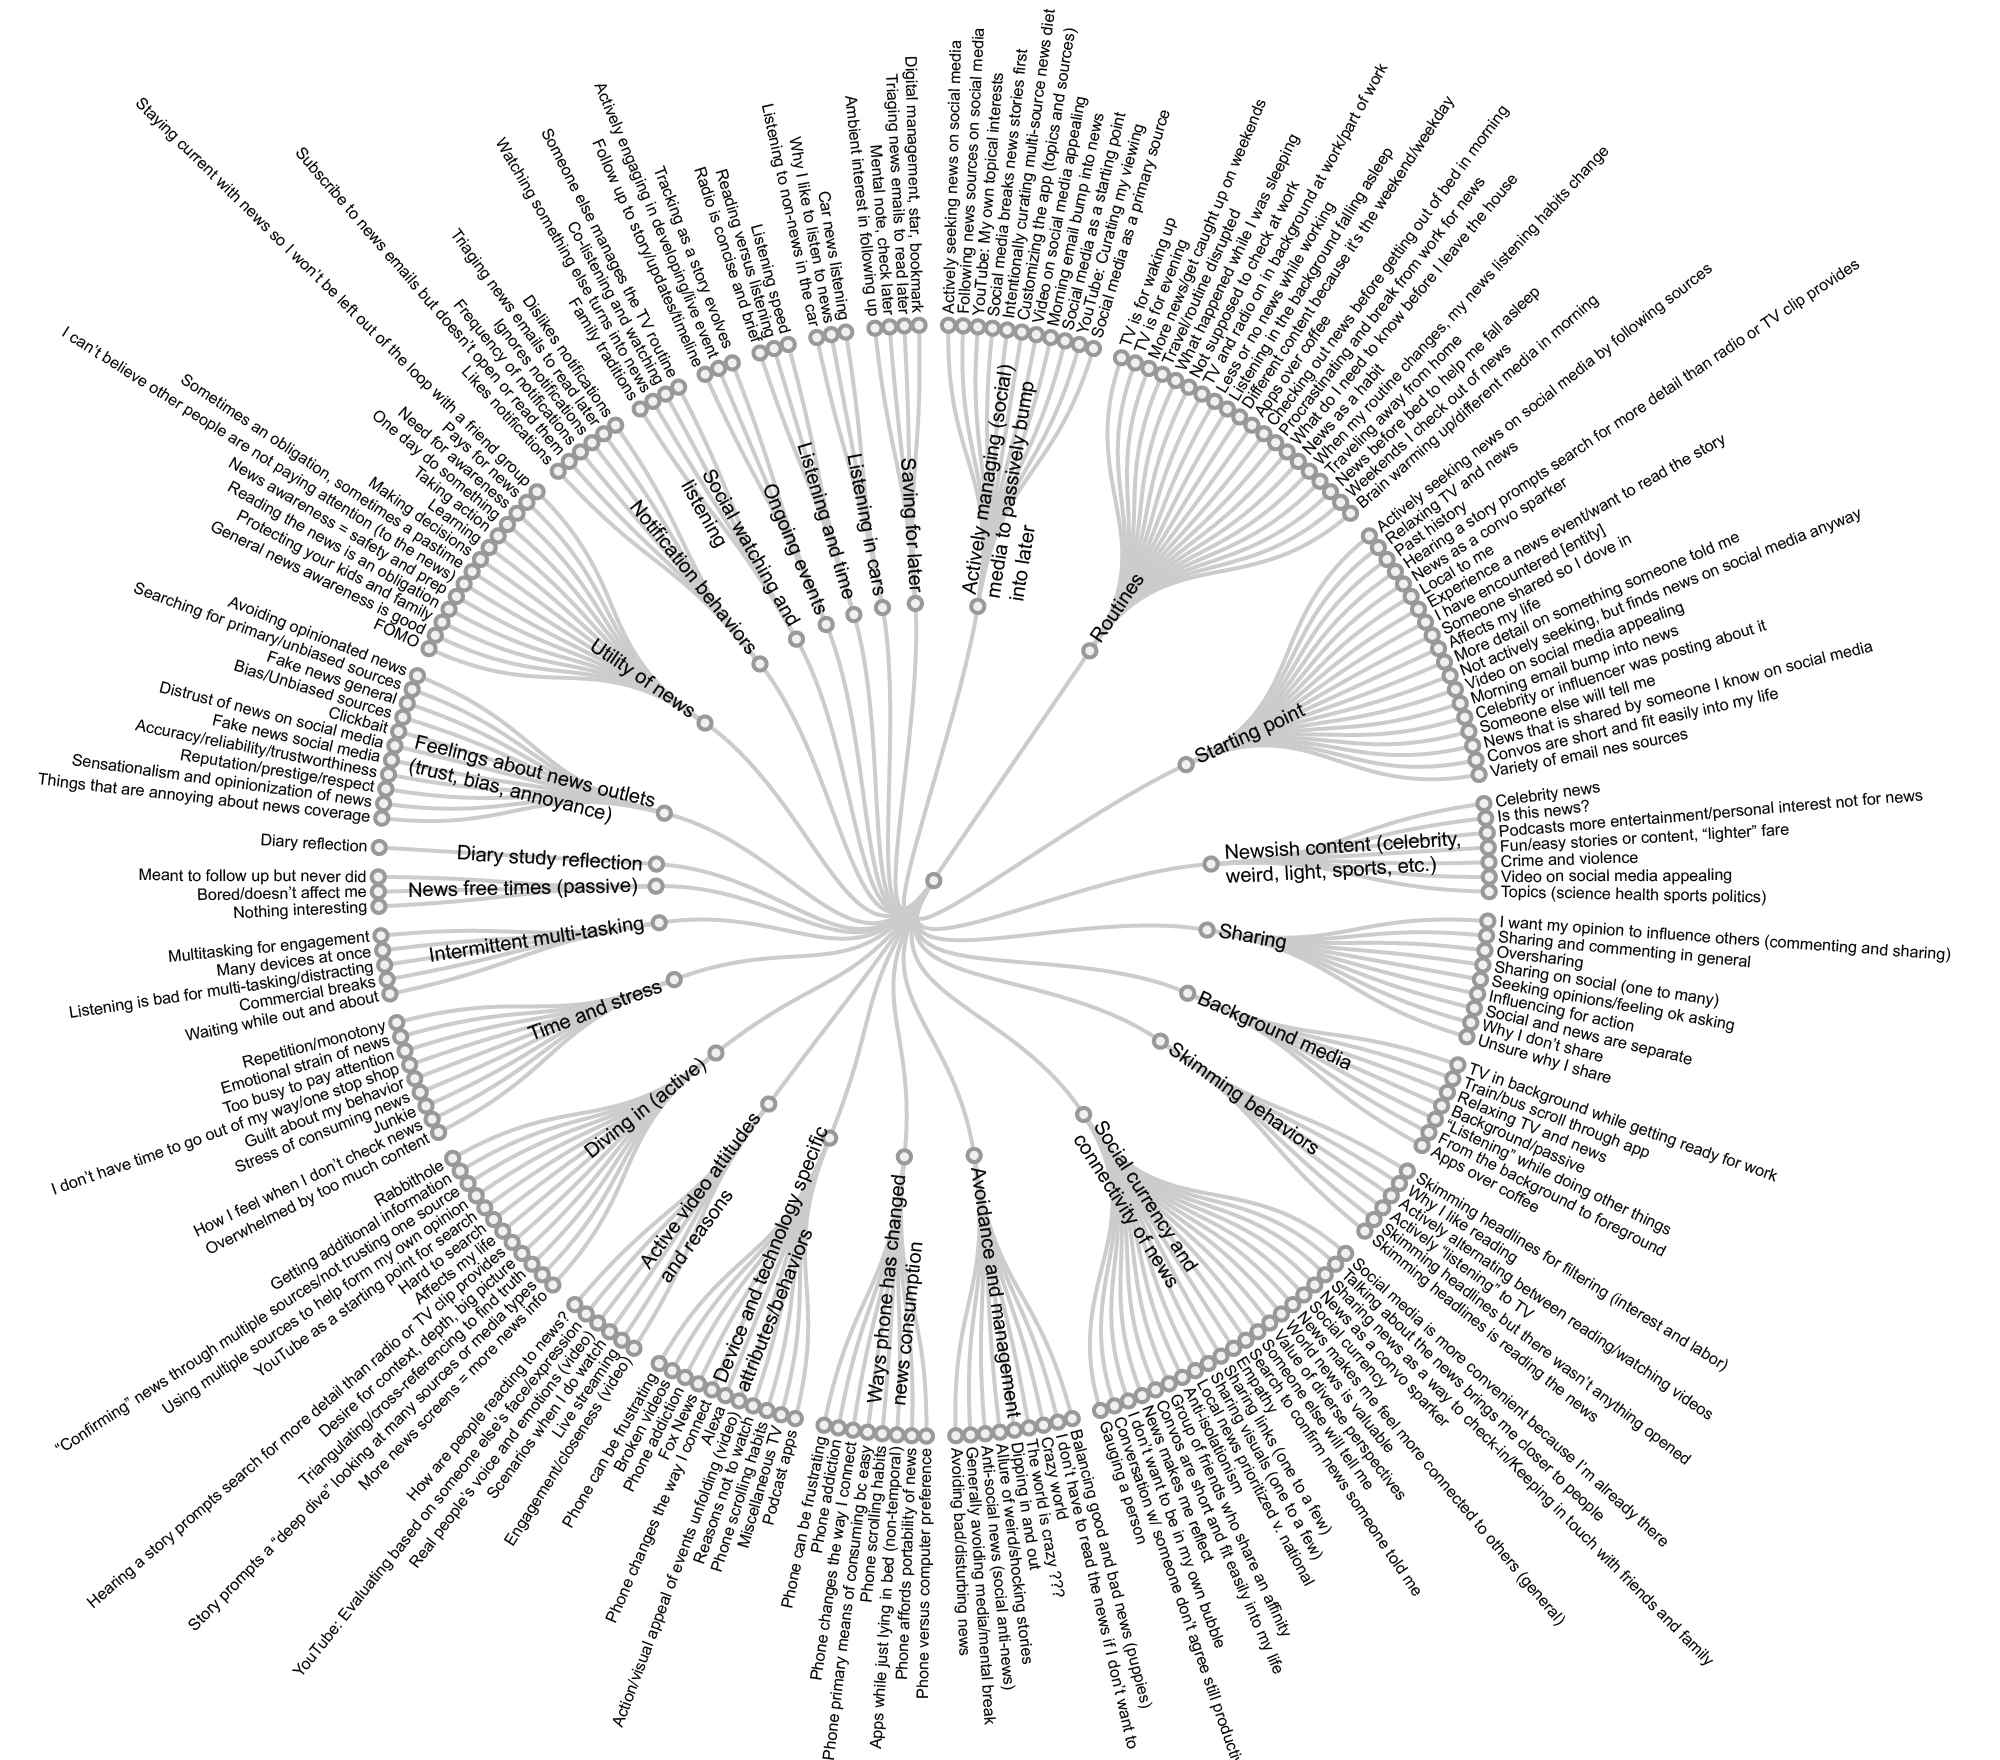 Actively managing (social)
media to passively bump
into later
Actively seeking news on social media
Following news sources on social media
YouTube: My own topical interests
Social media breaks news stories first
Intentionally curating multi-source news diet
Customizing the app (topics and sources)
Video on social media appealing
Morning email bump into news
Social media as a starting point
YouTube: Curating my viewing
Social media as a primary source
Routines
TV is for waking up
TV is for evening
More news/get caught up on weekends
Travel/routine disrupted
What happened while I was sleeping
Not supposed to check at work
TV and radio on in background at work/part of work
Less or no news while working
Listening in the background falling asleep
Different content because it's the weekend/weekday
Apps over coffee
Checking out news before getting out of bed in morning
Procrastinating and break from work for news
What do I need to know before I leave the house
News as a habit
When my routine changes, my news listening habits change
Traveling away from home
News before bed to help me fall asleep
Weekends I check out of news
Brain warming up/different media in morning
Starting point
Actively seeking news on social media by following sources
Relaxing TV and news
Past history
Hearing a story prompts search for more detail than radio or TV clip provides
News as a convo sparker
Local to me
Experience a news event/want to read the story
I have encountered [entity]
Someone shared so I dove in
Affects my life
More detail on something someone told me
Not actively seeking, but finds news on social media anyway
Video on social media appealing
Morning email bump into news
Celebrity or influencer was posting about it
Someone else will tell me
News that is shared by someone I know on social media
Convos are short and fit easily into my life
Variety of email nes sources
Newsish content (celebrity,
weird, light, sports, etc.)
Celebrity news
Is this news?
Podcasts more entertainment/personal interest not for news
Fun/easy stories or content, “lighter” fare
Crime and violence
Video on social media appealing
Topics (science health sports politics)
Sharing
I want my opinion to influence others (commenting and sharing)
Sharing and commenting in general
Oversharing
Sharing on social (one to many)
Seeking opinions/feeling ok asking
Influencing for action
Social and news are separate
Why I don't share
Unsure why I share
Background media
TV in background while getting ready for work
Train/bus scroll through app
Relaxing TV and news
Background/passive
“Listening” while doing other things
From the background to foreground
Apps over coffee
Skimming behaviors
Skimming headlines for filtering (interest and labor)
Why I like reading
Actively alternating between reading/watching videos
Actively “listening” to TV
Skimming headlines but there wasn't anything opened
Skimming headlines is reading the news
Social currency and
connectivity of news
Social media is more convenient because I'm already there
Talking about the news brings me closer to people
Sharing news as a way to check-in/Keeping in touch with friends and family
News as a convo sparker
Social currency
News makes me feel more connected to others (general)
World news is valuable
Value of diverse perspectives
Someone else will tell me
Search to confirm news someone told me
Empathy
Sharing links (one to a few)
Sharing visuals (one to a few)
Local news prioritized v. national
Anti-isolationism
Group of friends who share an affinity
Convos are short and fit easily into my life
News makes me reflect
I don't want to be in my own bubble
Conversation w/ someone don't agree still producti
Gauging a person
Avoidance and management
Balancing good and bad news (puppies)
I don't have to read the news if I don't want to
Crazy world
The world is crazy ???
Dipping in and out
Allure of weird/shocking stories
Anti-social news (social anti-news)
Generally avoiding media/mental break
Avoiding bad/disturbing news
Ways phone has changed
news consumption
Phone versus computer preference
Phone affords portability of news
Apps while just lying in bed (non-temporal)
Phone scrolling habits
Phone primary means of consuming bc easy
Phone changes the way I connect
Phone addiction
Phone can be frustrating
Device and technology specific
attributes/behaviors
Podcast apps
Miscellaneous TV
Phone scrolling habits
Reasons not to watch
Action/visual appeal of events unfolding (video)
Alexa
Phone changes the way I connect
Fox News
Phone addiction
Broken videos
Phone can be frustrating
Active video attitudes
and reasons
Engagement/closeness (video)
Live streaming
Scenarios when I do watch
Real people's voice and emotions (video)
YouTube: Evaluating based on someone else's face/expression
How are people reacting to news?
Diving in (active)
More news screens = more news info
Story prompts a “deep dive” looking at many sources or media types
Triangulating/cross-referencing to find truth
Desire for context, depth, big picture
Hearing a story prompts search for more detail than radio or TV clip provides
Affects my life
Hard to search
YouTube as a starting point for search
Using multiple sources to help form my own opinion
“Confirming” news through multiple sources/not trusting one source
Getting additional information
Rabbithole
Time and stress
Overwhelmed by too much content
How I feel when I don't check news
Junkie
Stress of consuming news
Guilt about my behavior
I don't have time to go out of my way/one stop shop
Too busy to pay attention
Emotional strain of news
Repetition/monotony
Intermittent multi-tasking
Waiting while out and about
Commercial breaks
Listening is bad for multi-tasking/distracting
Many devices at once
Multitasking for engagement
News free times (passive)
Nothing interesting
Bored/doesn't affect me
Meant to follow up but never did
Diary study reflection
Diary reflection
Feelings about news outlets
(trust, bias, annoyance)
Things that are annoying about news coverage
Sensationalism and opinionization of news
Reputation/prestige/respect
Accuracy/reliability/trustworthiness
Fake news social media
Distrust of news on social media
Clickbait
Bias/Unbiased sources
Fake news general
Searching for primary/unbiased sources
Avoiding opinionated news
Utility of news
FOMO
General news awareness is good
Protecting your kids and family
Reading the news is an obligation
News awareness = safety and prep
I can't believe other people are not paying attention (to the news)
Sometimes an obligation, sometimes a pastime
Making decisions
Learning
Taking action
One day do something
Need for awareness
Pays for news
Staying current with news so I won't be left out of the loop with a friend group
Notification behaviors
Likes notifications
Subscribe to news emails but doesn't open or read them
Frequency of notifications
Ignores notifications
Triaging news emails to read later
Dislikes notifications
Social watching and
listening
Family traditions
Watching something else turns into news
Co-listening and watching
Someone else manages the TV routine
Ongoing events
Follow up to story/updates/timeline
Actively engaging in developing/live event
Tracking as a story evolves
Listening and time
Radio is concise and brief
Reading versus listening
Listening speed
Listening in cars
Listening to non-news in the car
Why I like to listen to news
Car news listening
Saving for later
Ambient interest in following up
Mental note, check later
Triaging news emails to read later
Digital management, star, bookmark